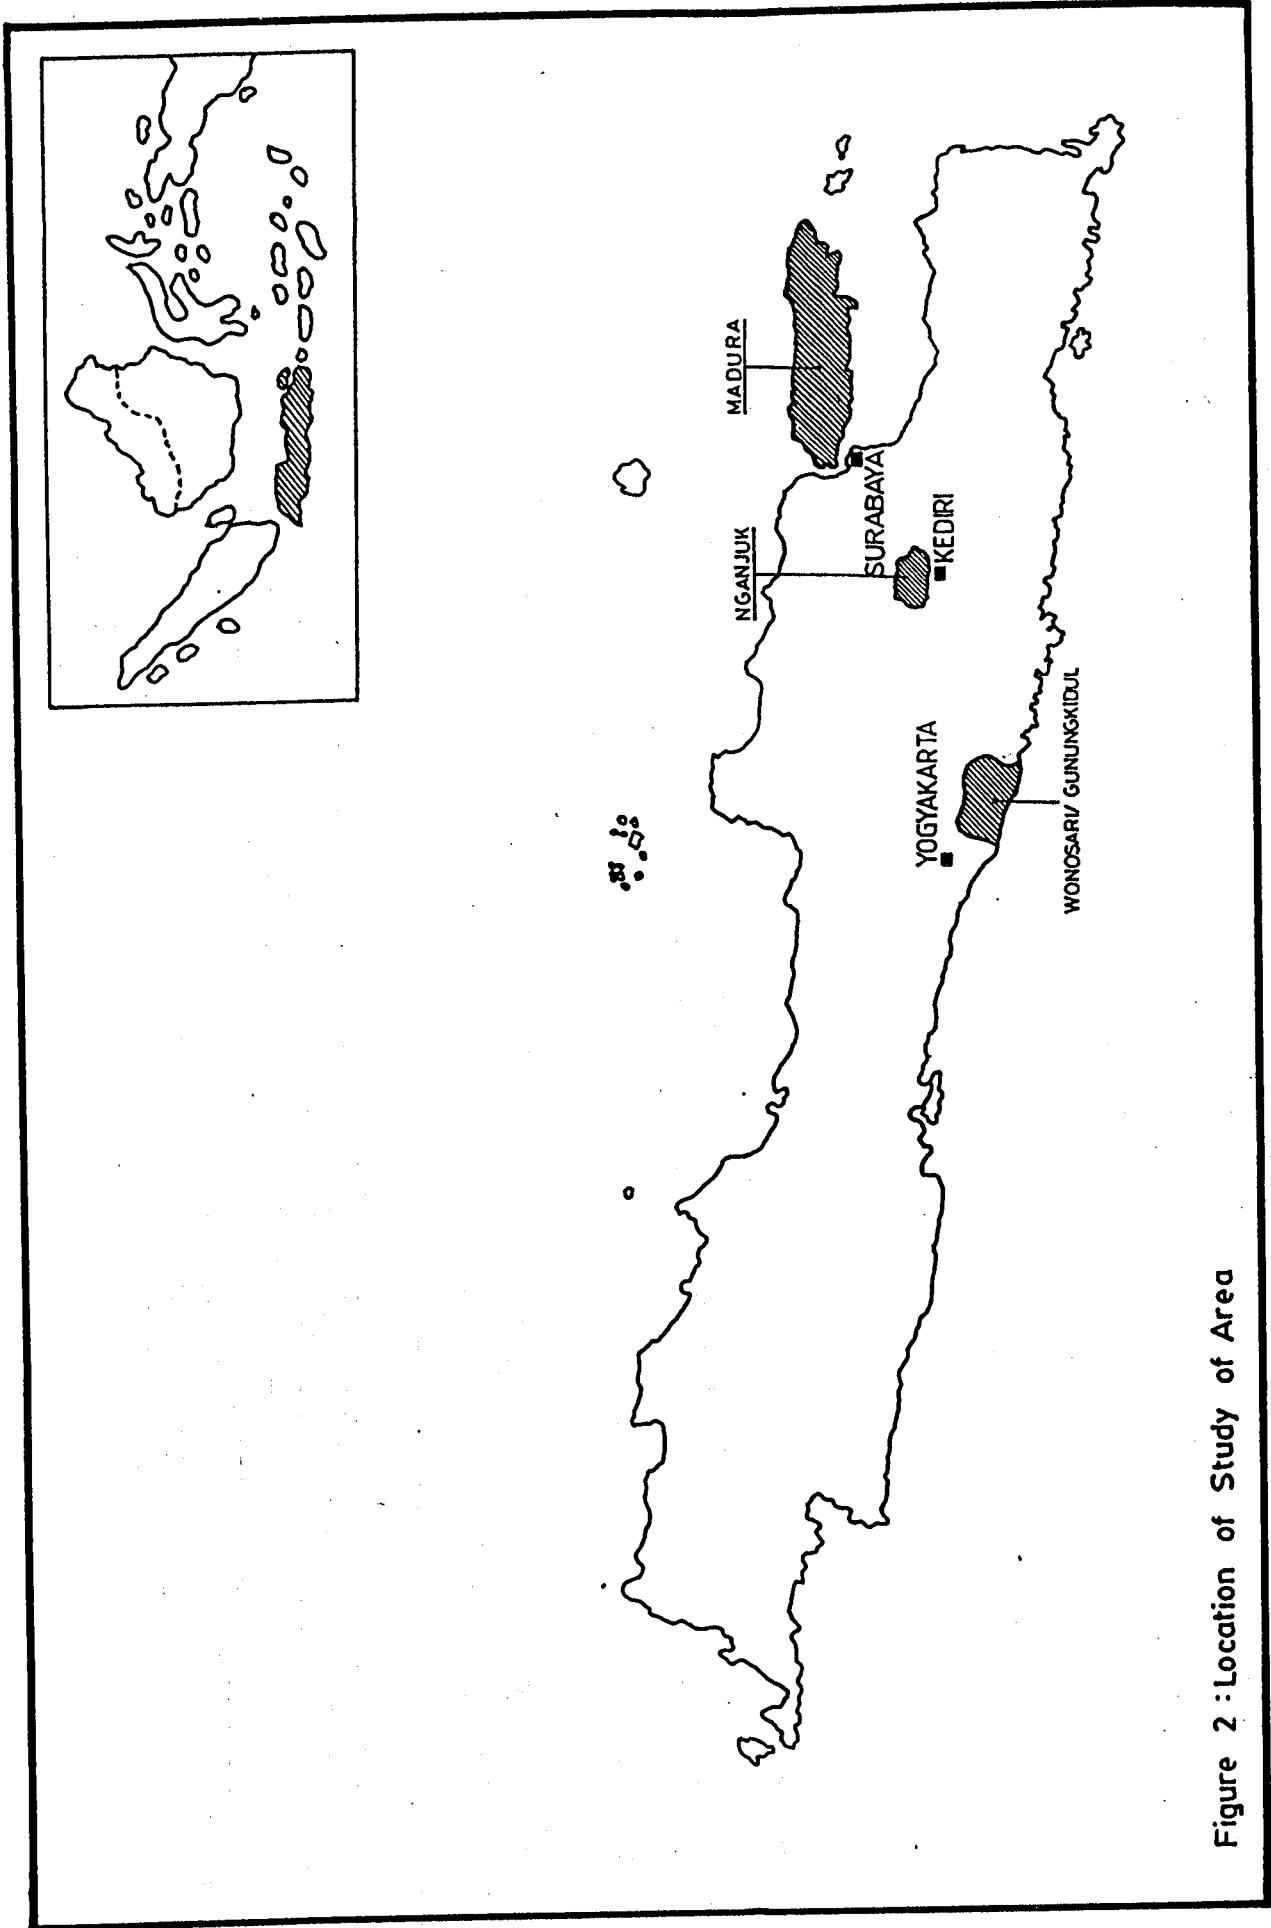 MADURA
SURABAYA
NGANJUK
KEDIRI
YOGYAKARTA
WONOSARI/ GUNUNGKIDUL
Figure 2 : Location of Study of Area